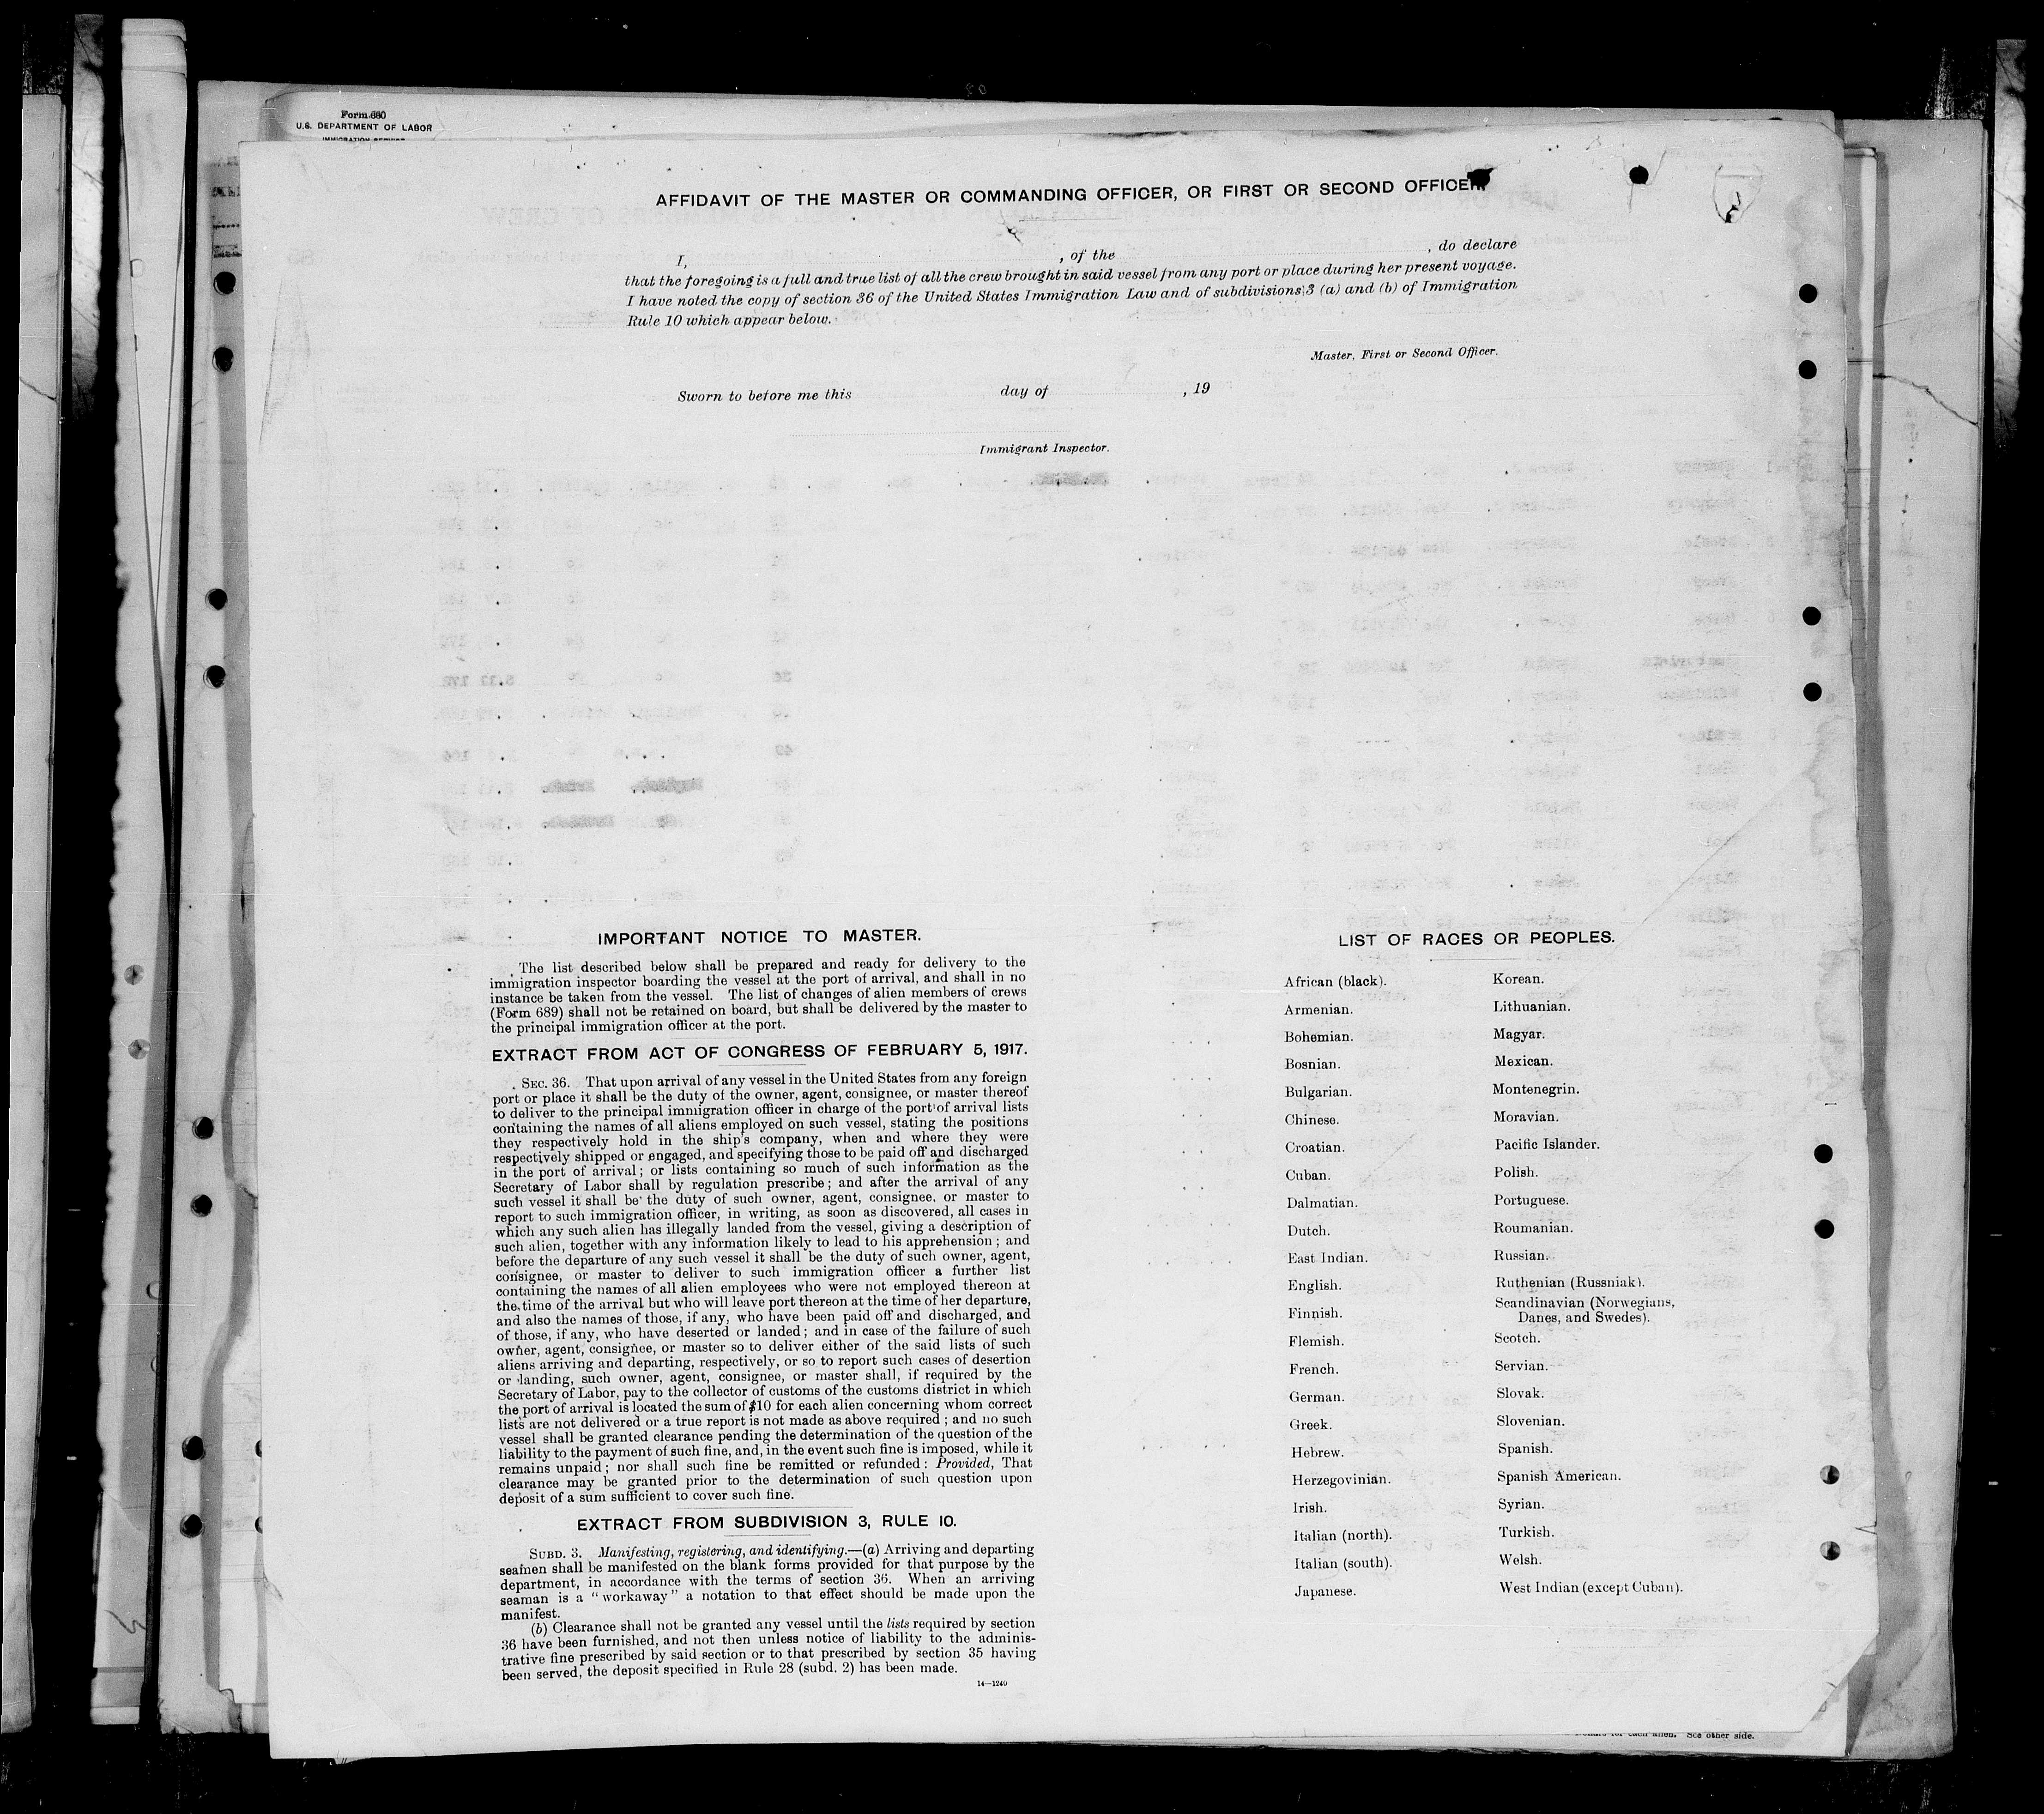 Form 680
U.S. DEPARTMENT OF LABOR
AFFIDAVIT OF THE MASTER OR COMMANDING OFFICER, OR FIRST OR SECOND OFFICER.
I, , of the , do declare
that the foregoing is a full and true list of all the crew brought in said vessel from any port or place during her present voyage.
I have noted the copy of section 36 of the United States Immigration Law and of subdivisions 3 (a) and (b) of Immigration
Rule 10 which appear below.
Master, First or Second Officer.
Sworn to before me this day of , 19
Immigrant Inspector.
IMPORTANT NOTICE TO MASTER.
The list described below shall be prepared and ready for delivery to the
immigration inspector boarding the vessel at the port of arrival, and shall in no
instance be taken from the vessel. The list of changes of alien members of crews
(Form 689) shall not be retained on board, but shall be delivered by the master to
the principal immigration officer at the port.
EXTRACT FROM ACT OF CONGRESS OF FEBRUARY 5, 1917.
SEC. 36. That upon arrival of any vessel in the United States from any foreign
port or place it shall be the duty of the owner, agent, consignee, or master thereof
to deliver to the principal immigration officer in charge of the port of arrival lists
containing the names of all aliens employed on such vessel, stating the positions
they respectively hold in the ship's company, when and where they were
respectively shipped or engaged, and specifying those to be paid off and discharged
in the port of arrival; or lists containing so much of such information as the
Secretary of Labor shall by regulation prescribe; and after the arrival of any
such vessel it shall be the duty of such owner, agent, consignee, or master to
report to such immigration officer, in writing, as soon as discovered, all cases in
which any such alien has illegally landed from the vessel, giving a description of
such alien, together with any information likely to lead to his apprehension; and
before the departure of any such vessel it shall be the duty of such owner, agent,
consignee, or master to deliver to such immigration officer a further list
containing the names of all alien employees who were not employed thereon at
the time of the arrival but who will leave port thereon at the time of her departure,
and also the names of those, if any, who have been paid off and discharged, and
of those, if any, who have deserted or landed; and in case of the failure of such
owner, agent, consignee, or master so to deliver either of the said lists of such
aliens arriving and departing, respectively, or so to report such cases of desertion
or landing, such owner, agent, consignee, or master shall, if required by the
Secretary of Labor, pay to the collector of customs of the customs district in which
the port of arrival is located the sum of $10 for each alien concerning whom correct
lists are not delivered or a true report is not made as above required; and no such
vessel shall be granted clearance pending the determination of the question of the
liability to the payment of such fine, and, in the event such fine is imposed, while it
remains unpaid; nor shall such fine be remitted or refunded: Provided, That
clearance may be granted prior to the determination of such question upon
deposit of a sum sufficient to cover such fine.
EXTRACT FROM SUBDIVISION 3, RULE 10.
SUBD. 3. Manifesting, registering, and identifying.—(a) Arriving and departing
seamen shall be manifested on the blank forms provided for that purpose by the
department, in accordance with the terms of section 36. When an arriving
seaman is a "workaway" a notation to that effect should be made upon the
manifest.
(b) Clearance shall not be granted any vessel until the lists required by section
36 have been furnished, and not then unless notice of liability to the adminis-
trative fine prescribed by said section or to that prescribed by section 35 having
been served, the deposit specified in Rule 28 (subd. 2) has been made.
14—1240
LIST OF RACES OR PEOPLES.
African (black).
Armenian.
Bohemian.
Bosnian.
Bulgarian.
Chinese.
Croatian.
Cuban.
Dalmatian.
Dutch.
East Indian.
English.
Finnish.
Flemish.
French.
German.
Greek.
Hebrew.
Herzegovinian.
Irish.
Italian (north).
Italian (south).
Japanese.
Korean.
Lithuanian.
Magyar.
Mexican.
Montenegrin.
Moravian.
Pacific Islander.
Polish.
Portuguese.
Roumanian.
Russian.
Ruthenian (Russniak).
Scandinavian (Norwegians,
Danes, and Swedes).
Scotch.
Servian.
Slovak.
Slovenian.
Spanish.
Spanish American.
Syrian.
Turkish.
Welsh.
West Indian (except Cuban).
for each alien. See other side.